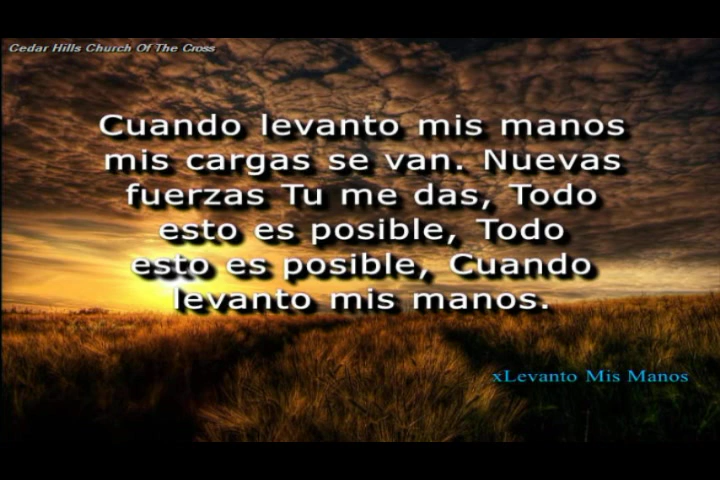 Cedar Hills Church Of The Cross
Cuando levanto mis manos
mis cargas se van. Nuevas
fuerzas Tu me das, Todo
esto es posible, Todo
esto es posible, Cuando
levanto mis manos.
xLevanto Mis Manos